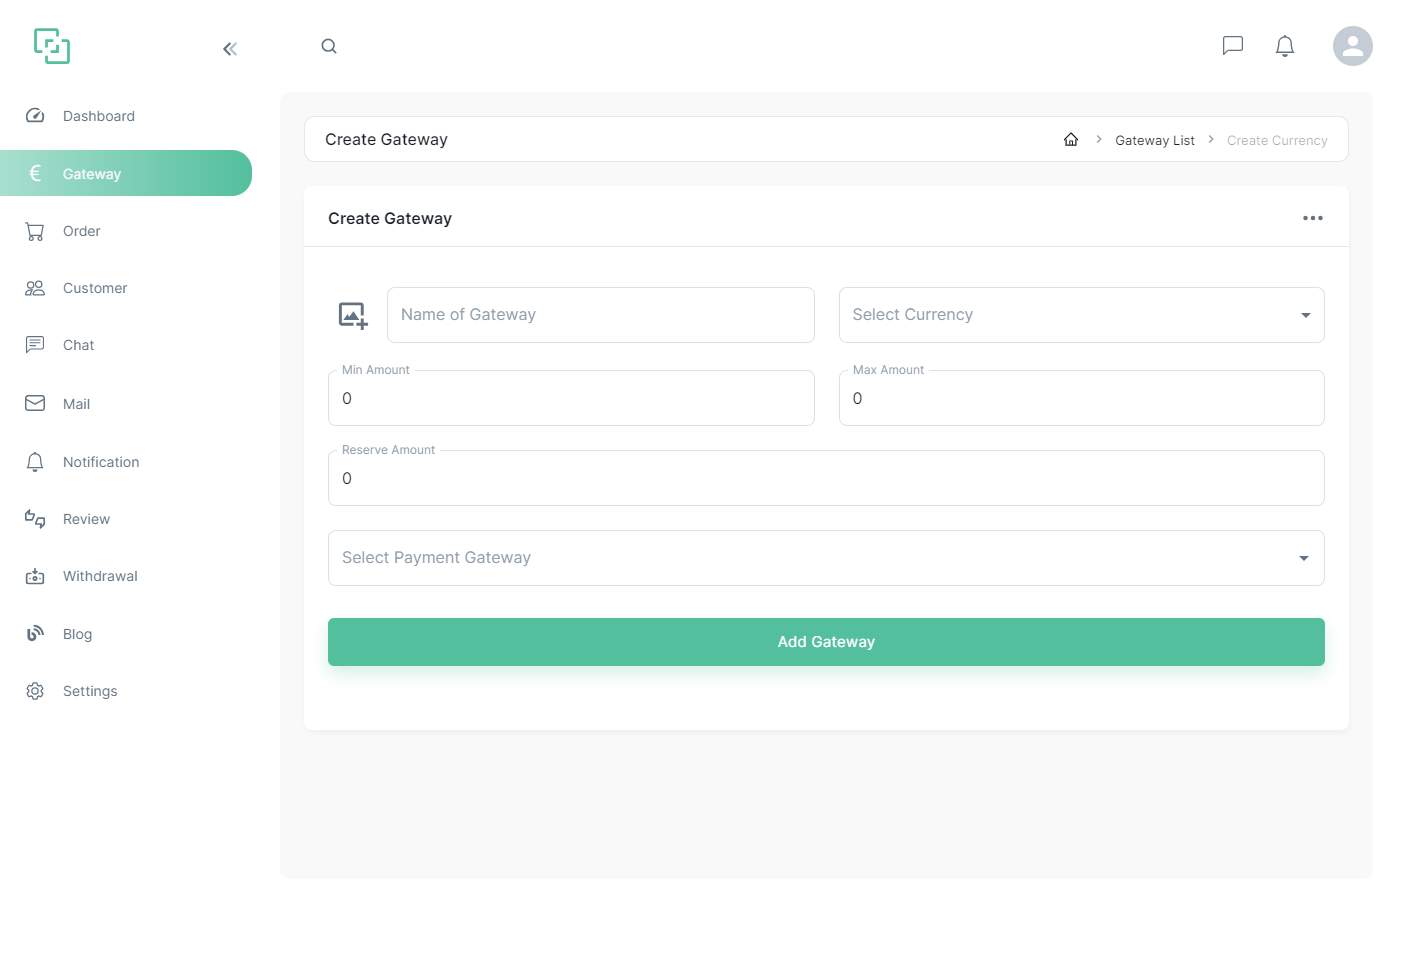 Dashboard
Gateway
Order
Customer
Chat
Mail
Notification
Review
Withdrawal
Blog
Settings
Create Gateway
Gateway List
Create Currency
Create Gateway
Name of Gateway
Select Currency
Min Amount
0
Max Amount
0
Reserve Amount
0
Select Payment Gateway
Add Gateway